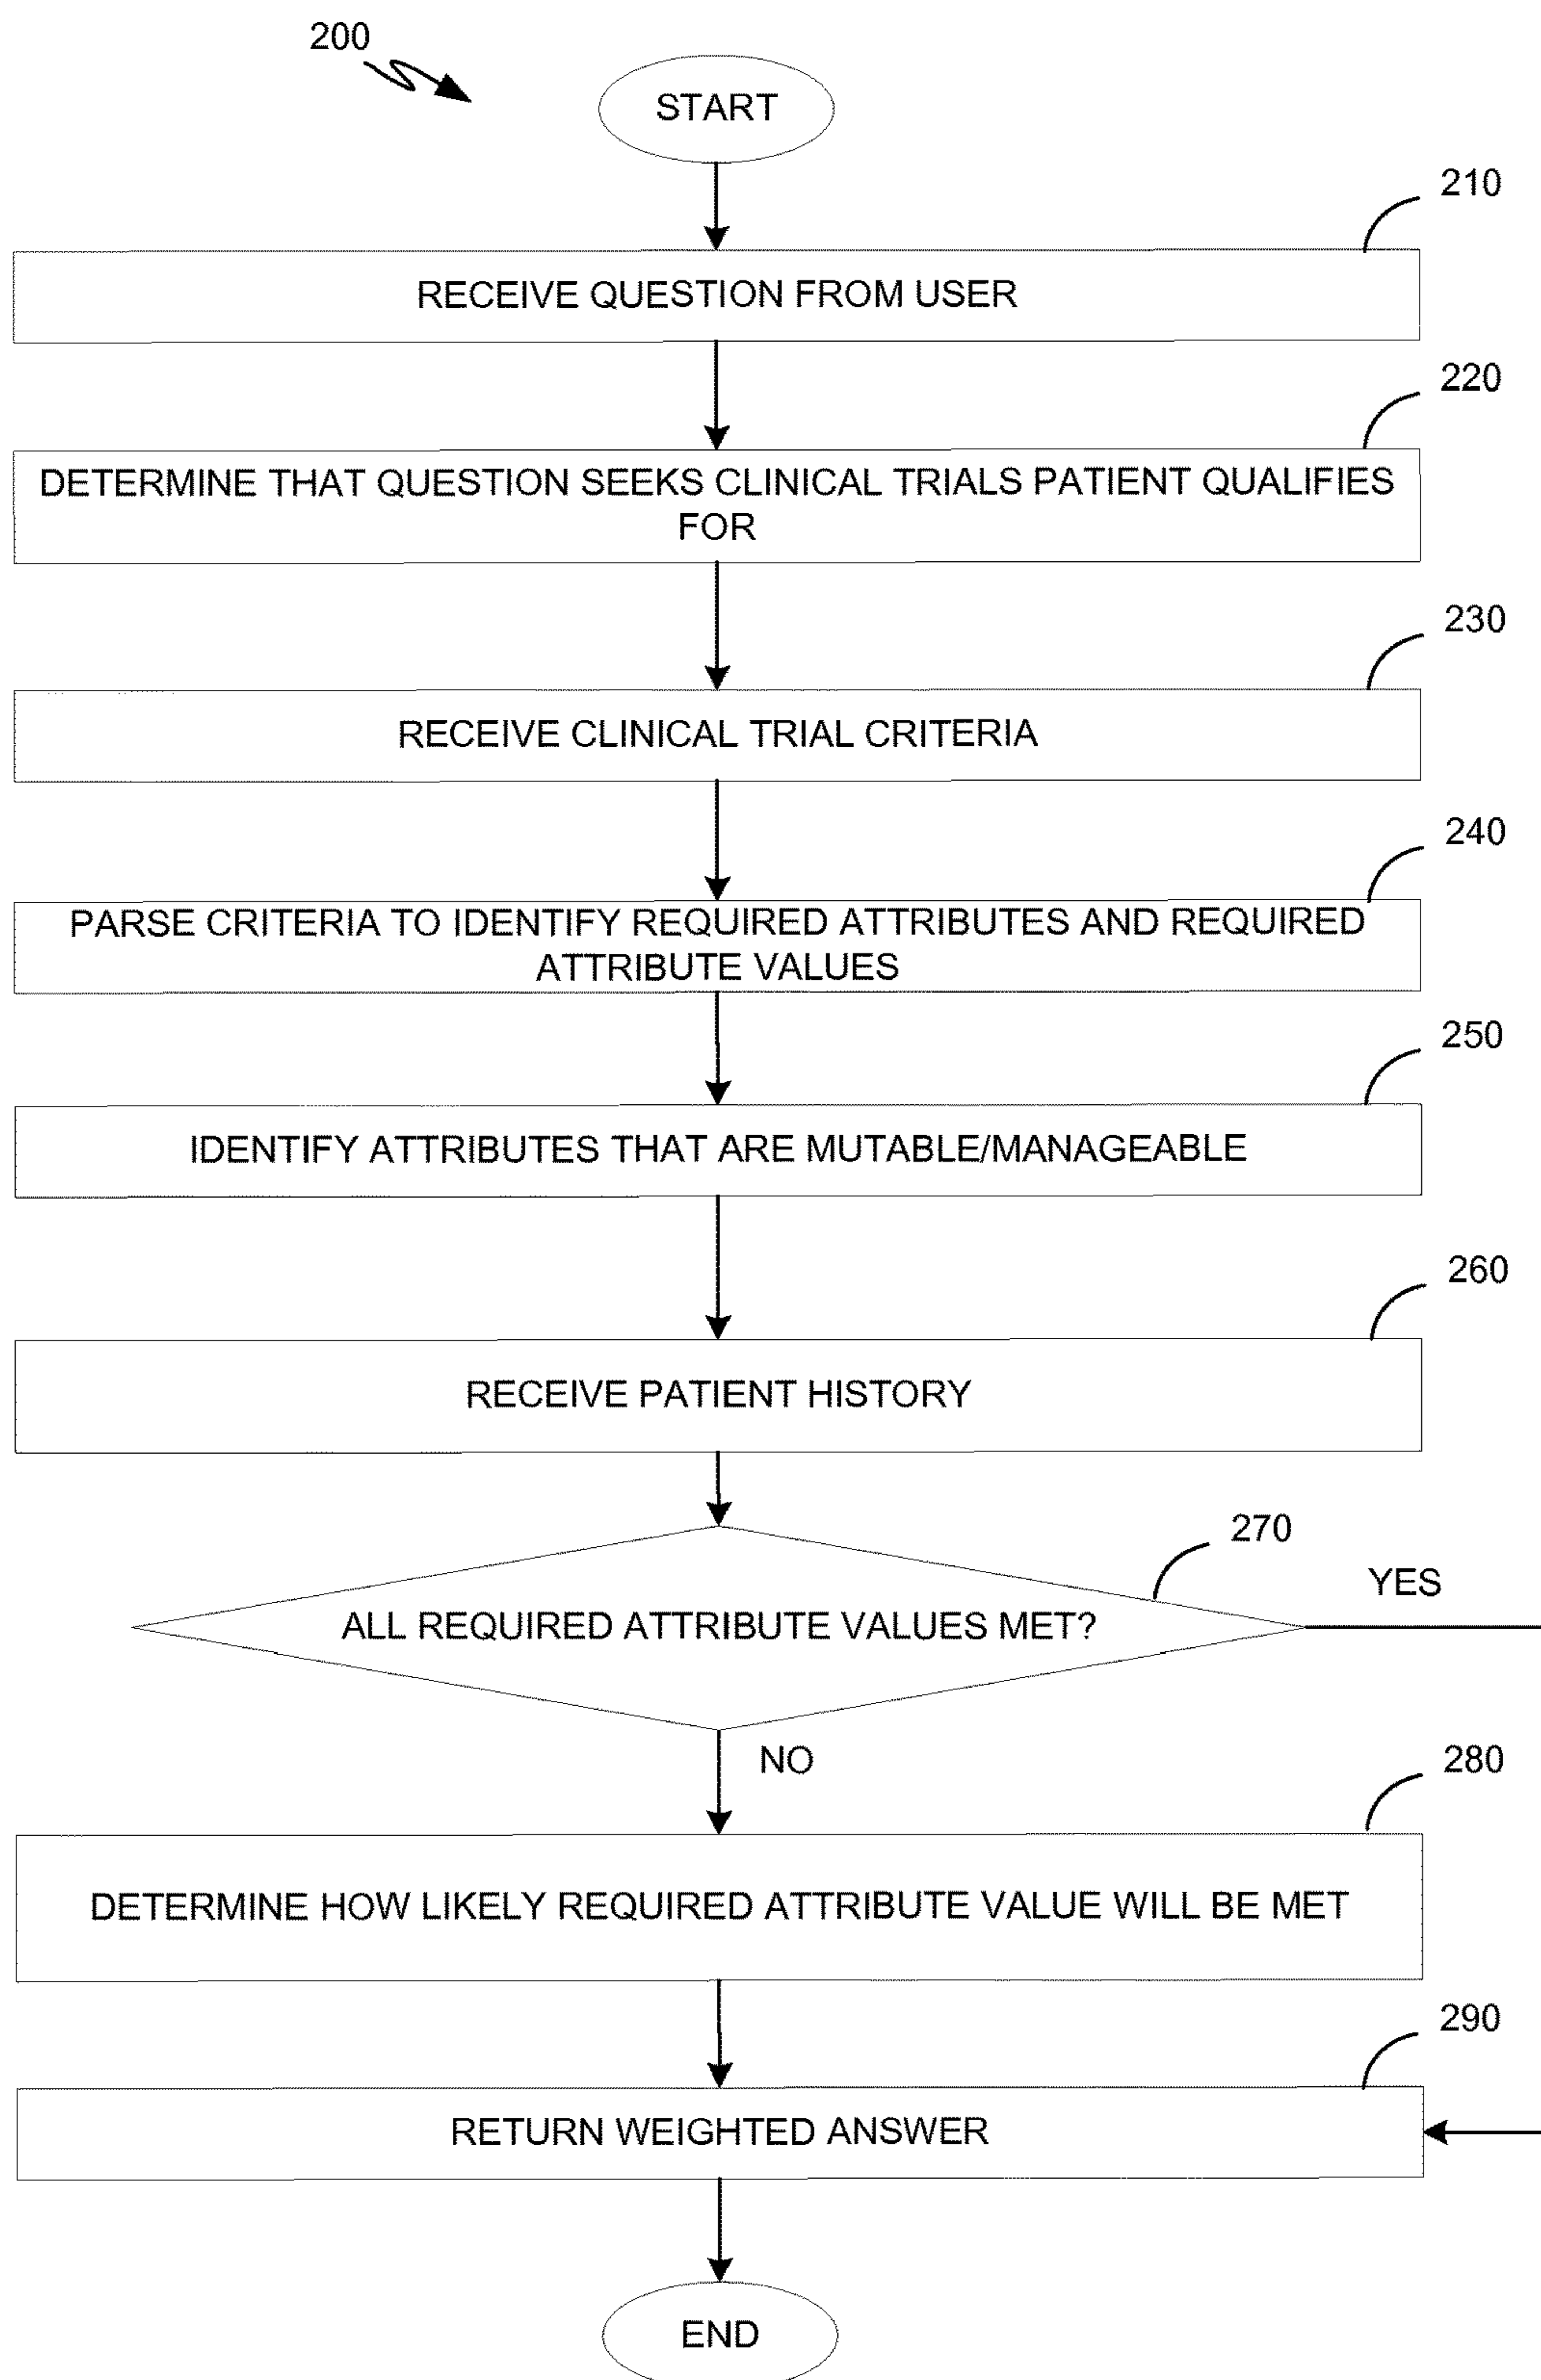 200
START
210
RECEIVE QUESTION FROM USER
220
DETERMINE THAT QUESTION SEEKS CLINICAL TRIALS PATIENT QUALIFIES
FOR
230
RECEIVE CLINICAL TRIAL CRITERIA
240
PARSE CRITERIA TO IDENTIFY REQUIRED ATTRIBUTES AND REQUIRED
ATTRIBUTE VALUES
250
IDENTIFY ATTRIBUTES THAT ARE MUTABLE/MANAGEABLE
260
RECEIVE PATIENT HISTORY
270
YES
ALL REQUIRED ATTRIBUTE VALUES MET?
NO
280
DETERMINE HOW LIKELY REQUIRED ATTRIBUTE VALUE WILL BE MET
290
RETURN WEIGHTED ANSWER
END